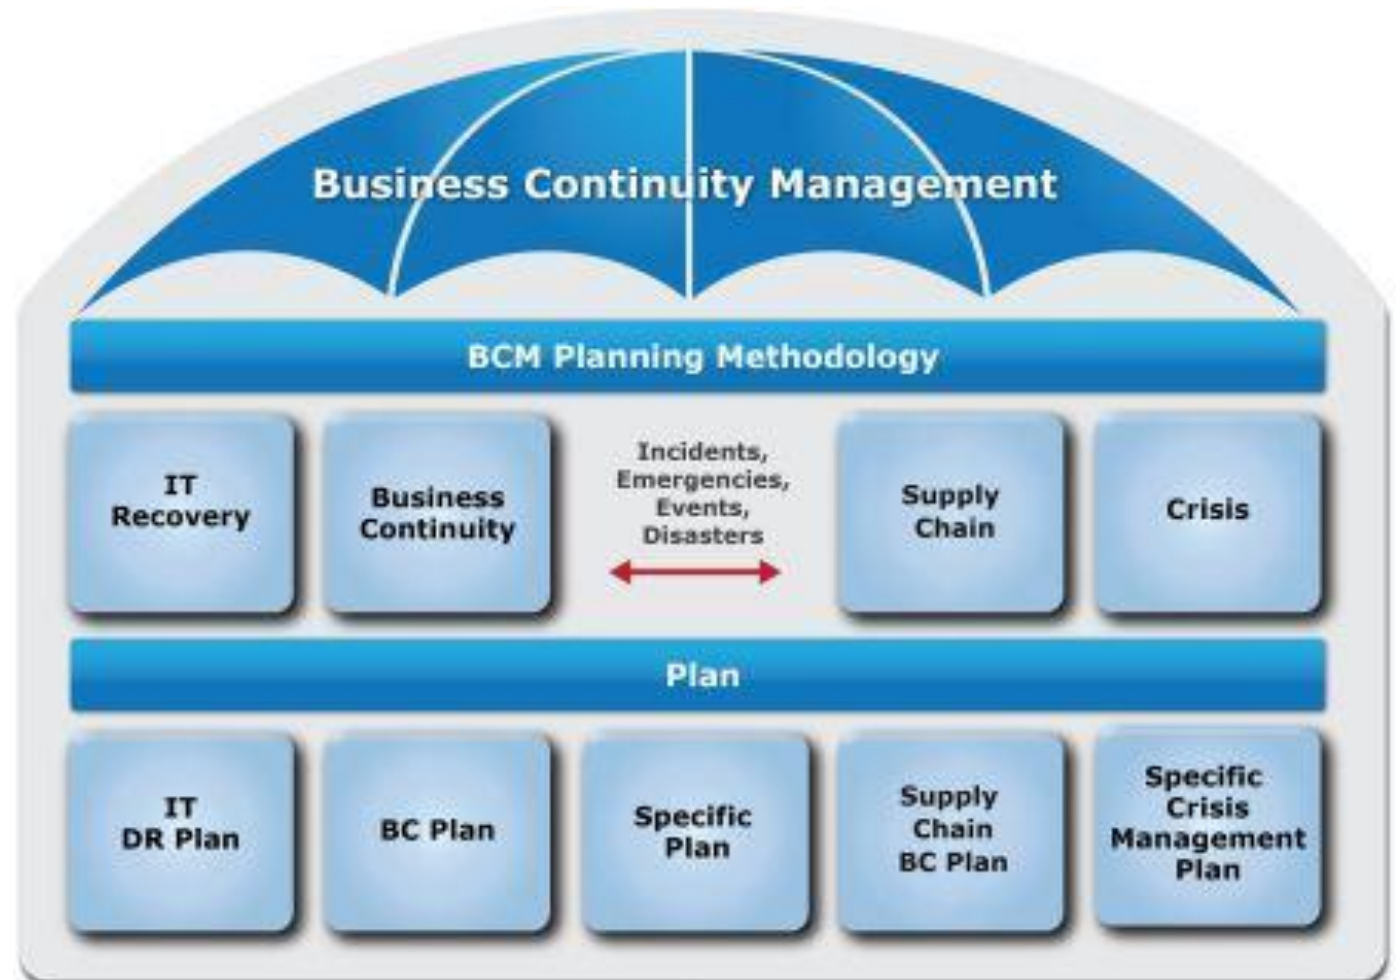 Business Continuity Management
BCM Planning Methodology
IT
Recovery
Business
Continuity
Incidents,
Emergencies,
Events,
Disasters
Supply
Chain
Crisis
Plan
IT
DR Plan
BC Plan
Specific
Plan
Supply
Chain
BC Plan
Specific
Crisis
Management
Plan